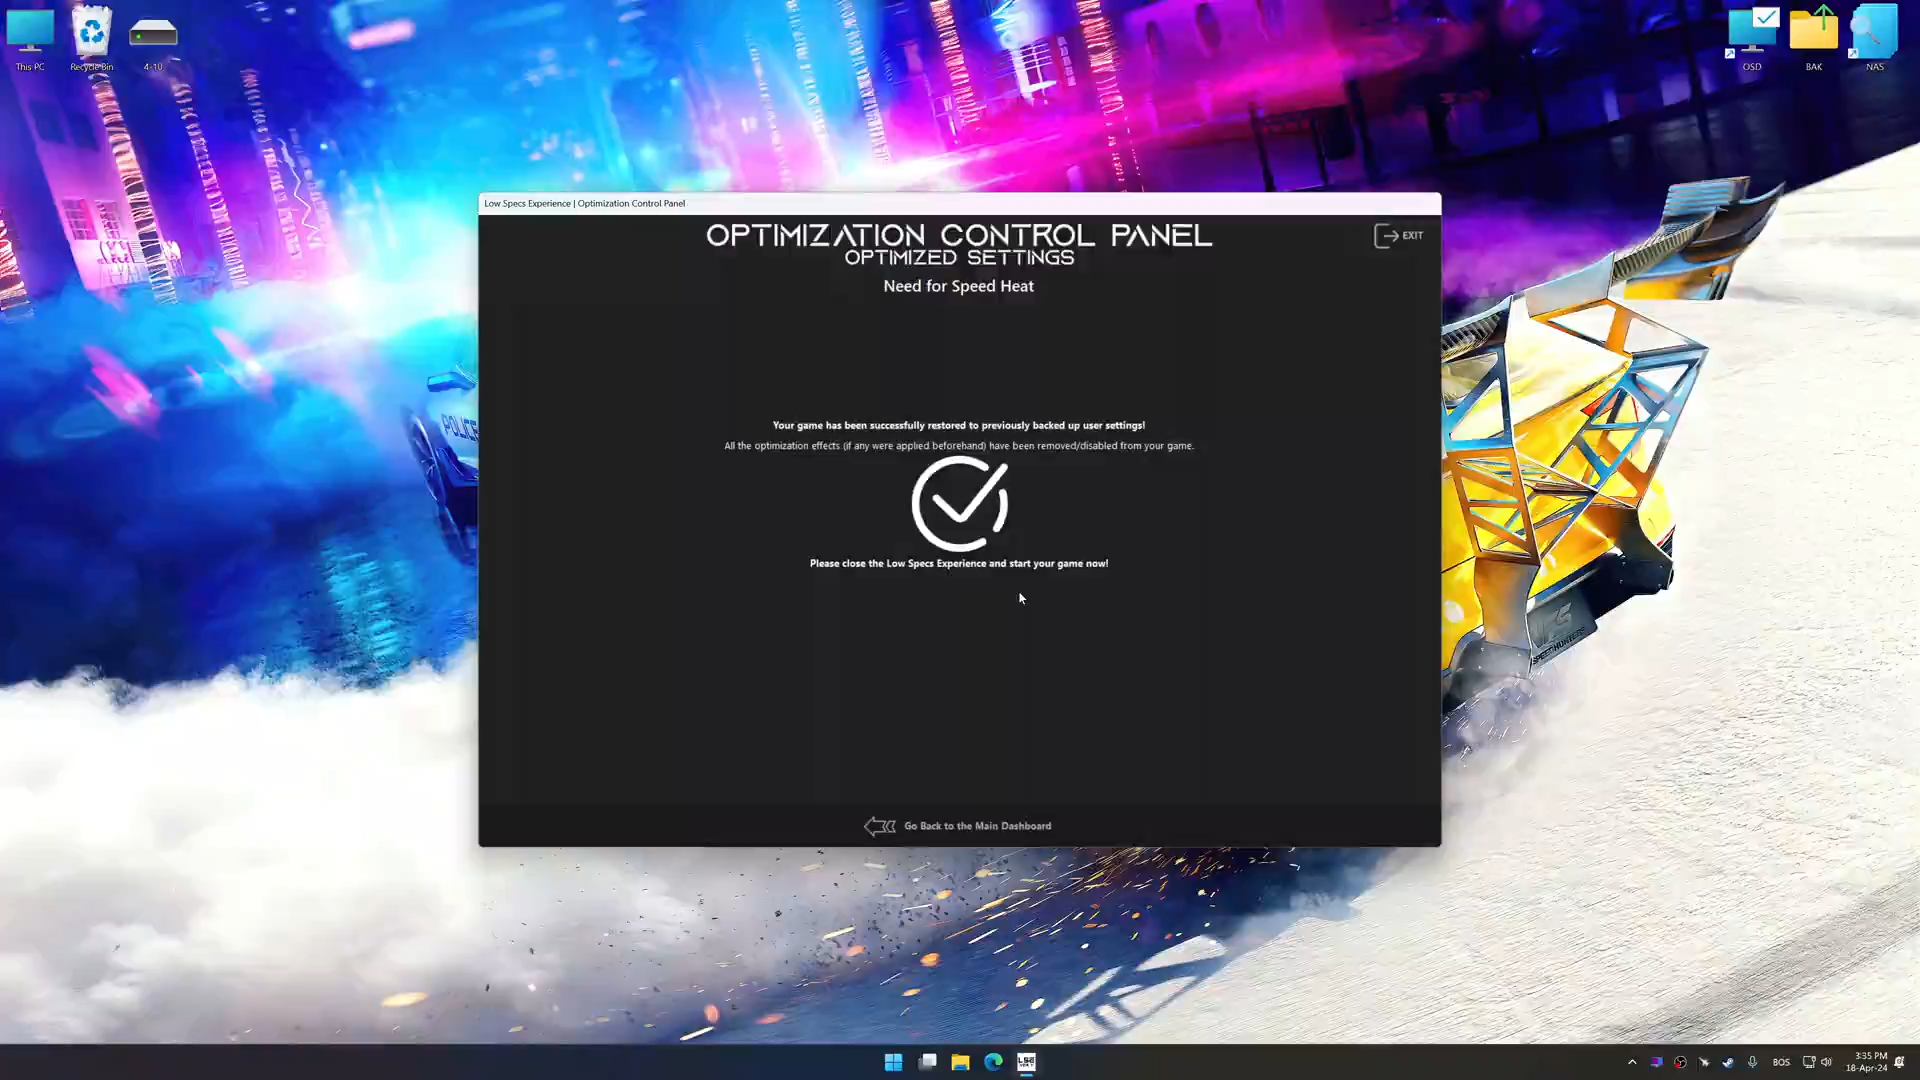 This PC
Recycle Bin
4-10
OSD
BAK
NAS
Low Specs Experience | Optimization Control Panel
OPTIMIZATION CONTROL PANEL
EXIT
OPTIMIZED SETTINGS
Need for Speed Heat
POLICE
Your game has been successfully restored to previously backed up user settings!
All the optimization effects (if any were applied beforehand) have been removed/disabled from your game.
Please close the Low Specs Experience and start your game now!
SPEEDHUNTERS
Go Back to the Main Dashboard
LSE
BOS
3:35 PM
18-Apr-24